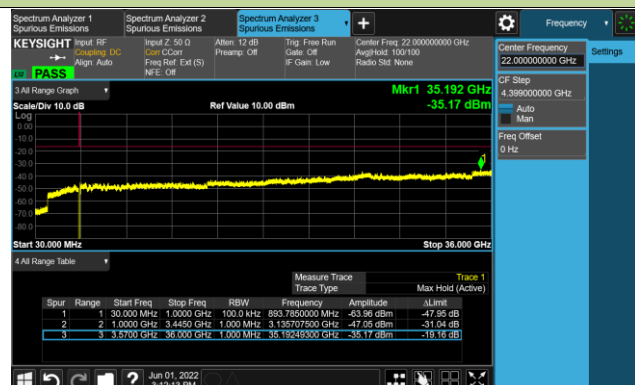 Spectrum Analyzer 1
Spurious Emissions
Spectrum Analyzer 2
Spurious Emissions
Spectrum Analyzer 3
Spurious Emissions
Frequency
KEYSIGHT
Input: RF
Coupling: DC
Align: Auto
Input Z: 50 Ω
Corr CCorr
Freq Ref: Ext (S)
NFE: Off
Atten: 12 dB
Preamp: Off
Trig: Free Run
Gate: Off
IF Gain: Low
Center Freq: 22.000000000 GHz
Avg|Hold: 100/100
Radio Std: None
PASS
Center Frequency
22.000000000 GHz
Settings
CF Step
4.399000000 GHz
Auto
Man
Freq Offset
0 Hz
3 All Range Graph
Mkr1 35.192 GHz
Scale/Div 10.0 dB
Ref Value 10.00 dBm
-35.17 dBm
Log
0.00
-10.0
-20.0
-30.0
-40.0
-50.0
-60.0
-70.0
-80.0
1
Start 30.000 MHz
Stop 36.000 GHz
4 All Range Table
Measure Trace
Trace 1
Trace Type
Max Hold (Active)
Spur Range Start Freq Stop Freq RBW Frequency Amplitude ΔLimit
1 1 30.000 MHz 1.0000 GHz 100.0 kHz 893.7850000 MHz -63.96 dBm -47.95 dB
2 2 1.0000 GHz 3.4450 GHz 1.000 MHz 3.135707500 GHz -47.05 dBm -31.04 dB
3 3 3.5700 GHz 36.000 GHz 1.000 MHz 35.19249300 GHz -35.17 dBm -19.16 dB
Jun 01, 2022
3:12:13 PM